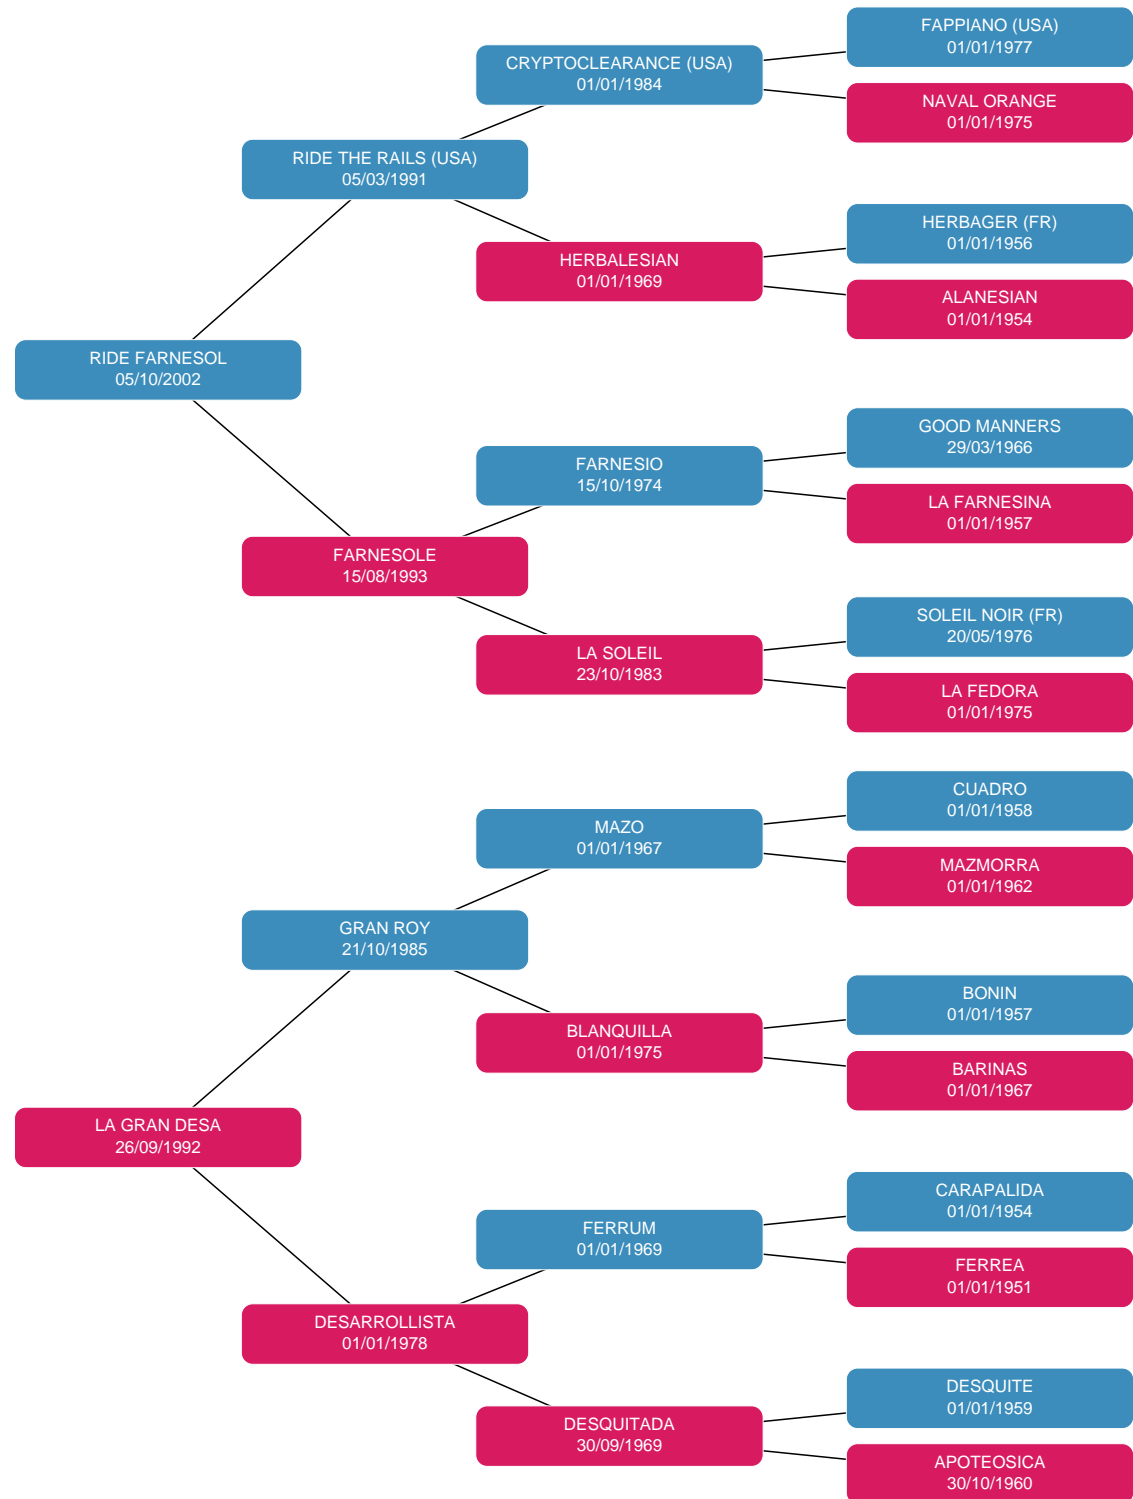 FAPPIANO (USA)
01/01/1977
CRYPTOCLEARANCE (USA)
01/01/1984
NAVAL ORANGE
01/01/1975
RIDE THE RAILS (USA)
05/03/1991
HERBAGER (FR)
01/01/1956
HERBALESIAN
01/01/1969
ALANESIAN
01/01/1954
RIDE FARNESOL
05/10/2002
GOOD MANNERS
29/03/1966
FARNESIO
15/10/1974
LA FARNESINA
01/01/1957
FARNESOLE
15/08/1993
SOLEIL NOIR (FR)
20/05/1976
LA SOLEIL
23/10/1983
LA FEDORA
01/01/1975
CUADRO
01/01/1958
MAZO
01/01/1967
MAZMORRA
01/01/1962
GRAN ROY
21/10/1985
BONIN
01/01/1957
BLANQUILLA
01/01/1975
BARINAS
01/01/1967
LA GRAN DESA
26/09/1992
CARAPALIDA
01/01/1954
FERRUM
01/01/1969
FERREA
01/01/1951
DESARROLLISTA
01/01/1978
DESQUITE
01/01/1959
DESQUITADA
30/09/1969
APOTEOSICA
30/10/1960